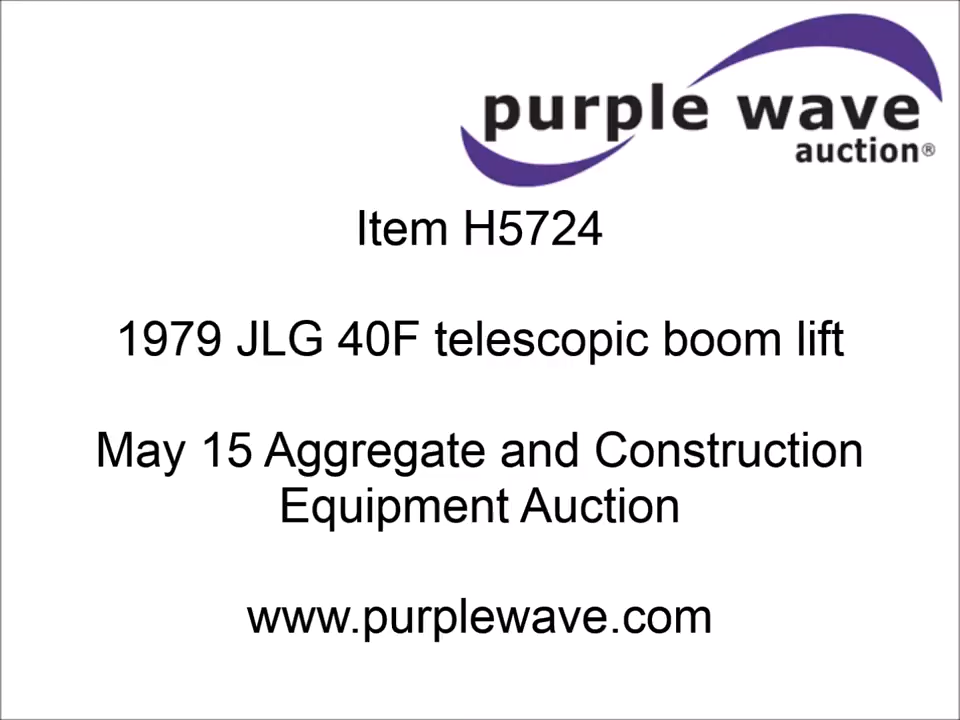 purple wave
auction®
Item H5724
1979 JLG 40F telescopic boom lift
May 15 Aggregate and Construction
Equipment Auction
www.purplewave.com